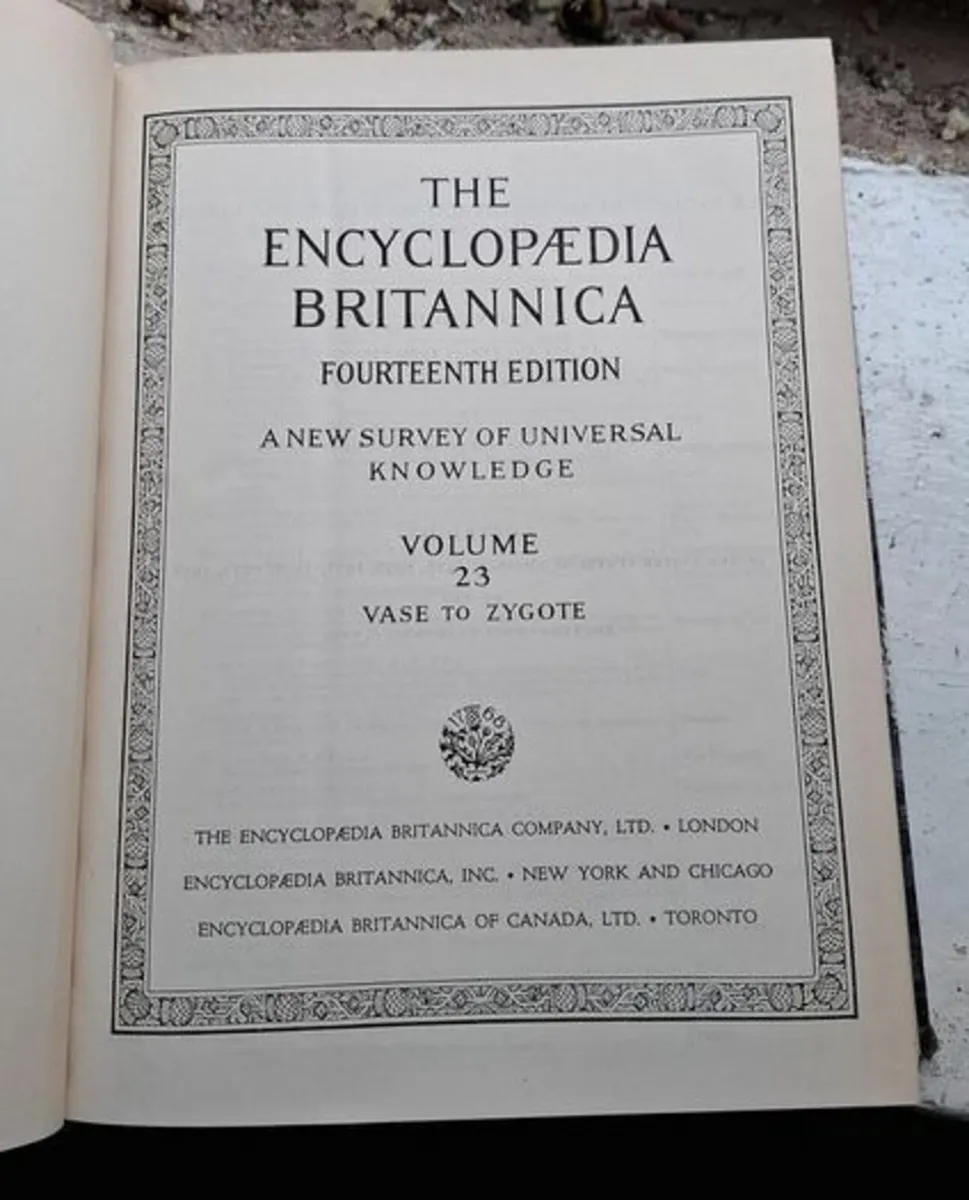 THE
ENCYCLOPÆDIA
BRITANNICA
FOURTEENTH EDITION
A NEW SURVEY OF UNIVERSAL
KNOWLEDGE
VOLUME
23
VASE TO ZYGOTE
1768
THE ENCYCLOPÆDIA BRITANNICA COMPANY, LTD. • LONDON
ENCYCLOPÆDIA BRITANNICA, INC. • NEW YORK AND CHICAGO
ENCYCLOPÆDIA BRITANNICA OF CANADA, LTD. • TORONTO